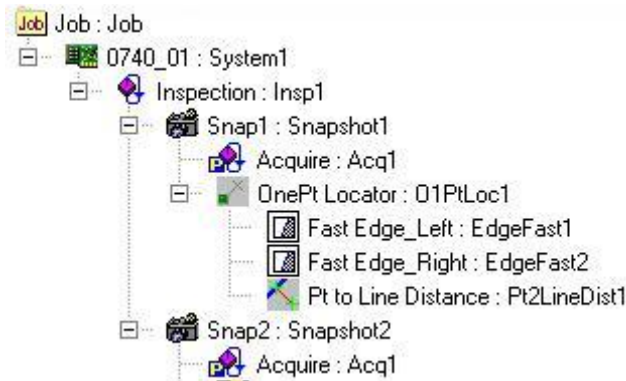 Job Job : Job
0740_01 : System1
Inspection : Insp1
Snap1 : Snapshot1
P Acquire : Acq1
OnePt Locator : O1PtLoc1
Fast Edge_Left : EdgeFast1
Fast Edge_Right : EdgeFast2
Pt to Line Distance : Pt2LineDist1
Snap2 : Snapshot2
P Acquire : Acq1